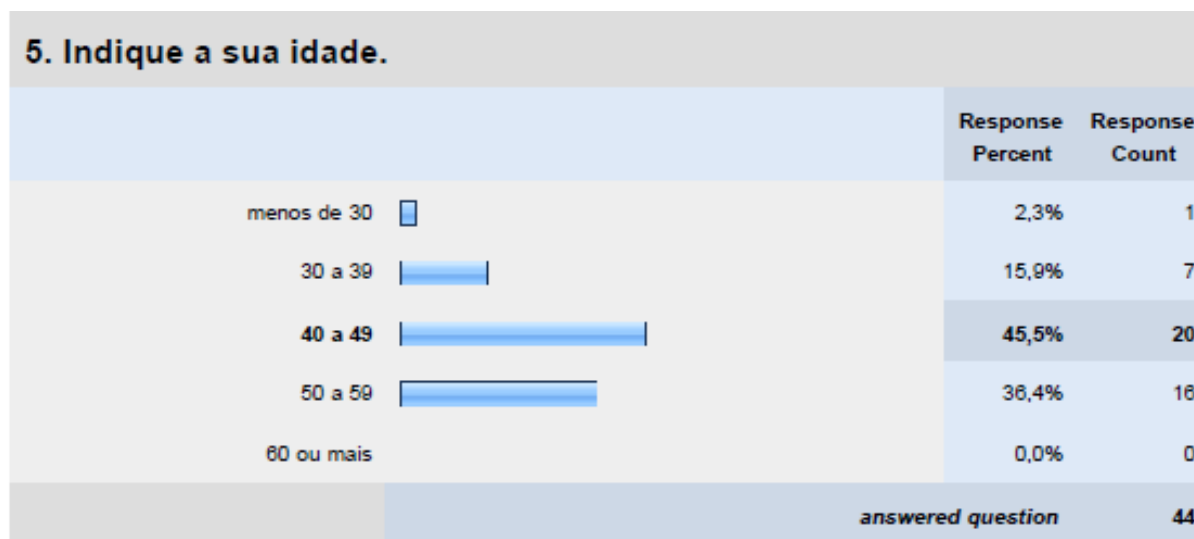 5. Indique a sua idade.
Response Percent Response Count
menos de 30 2,3% 1
30 a 39 15,9% 7
40 a 49 45,5% 20
50 a 59 36,4% 16
60 ou mais 0,0% 0
answered question 44